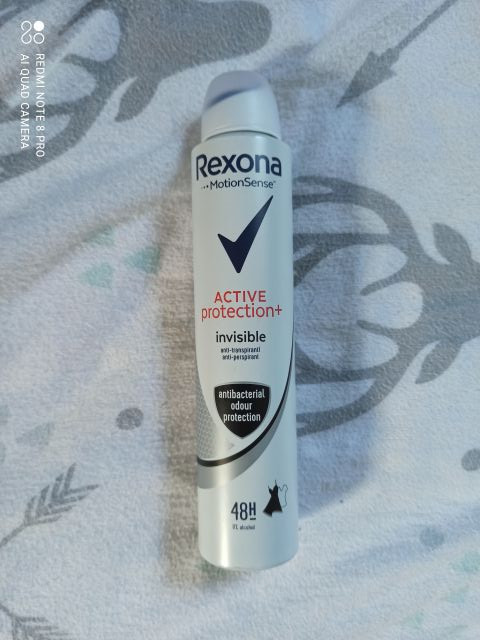 REDMI NOTE 8 PRO
AI QUAD CAMERA
Rexona
MotionSense™
ACTIVE
protection+
invisible
anti-transpirant
anti-perspirant
antibacterial
odour
protection
48H
0% alcohol